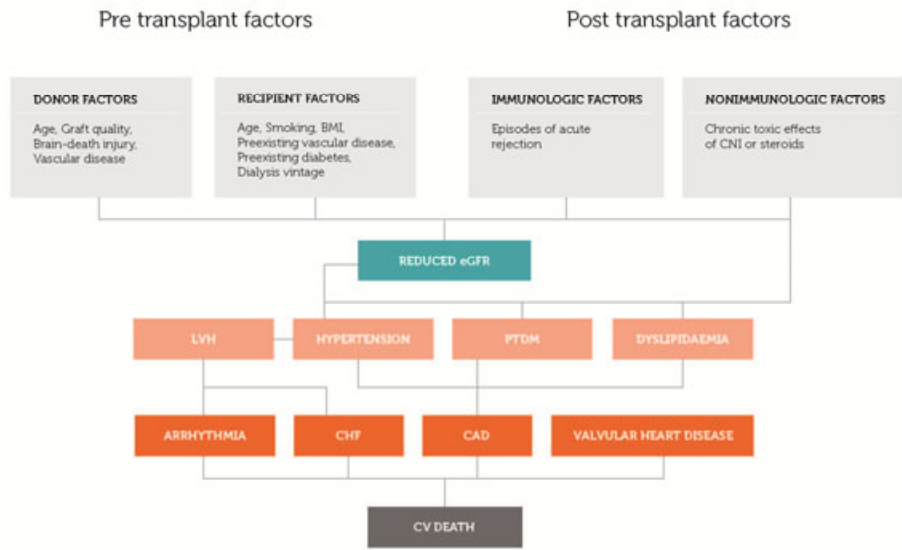 Pre transplant factors
Post transplant factors
DONOR FACTORS
Age, Graft quality,
Brain-death injury,
Vascular disease
RECIPIENT FACTORS
Age, Smoking, BMI,
Preexisting vascular disease,
Preexisting diabetes,
Dialysis vintage
IMMUNOLOGIC FACTORS
Episodes of acute
rejection
NONIMMUNOLOGIC FACTORS
Chronic toxic effects
of CNI or steroids
REDUCED eGFR
LVH
HYPERTENSION
PTDM
DYSLIPIDAEMIA
ARRHYTHMIA
CHF
CAD
VALVULAR HEART DISEASE
CV DEATH